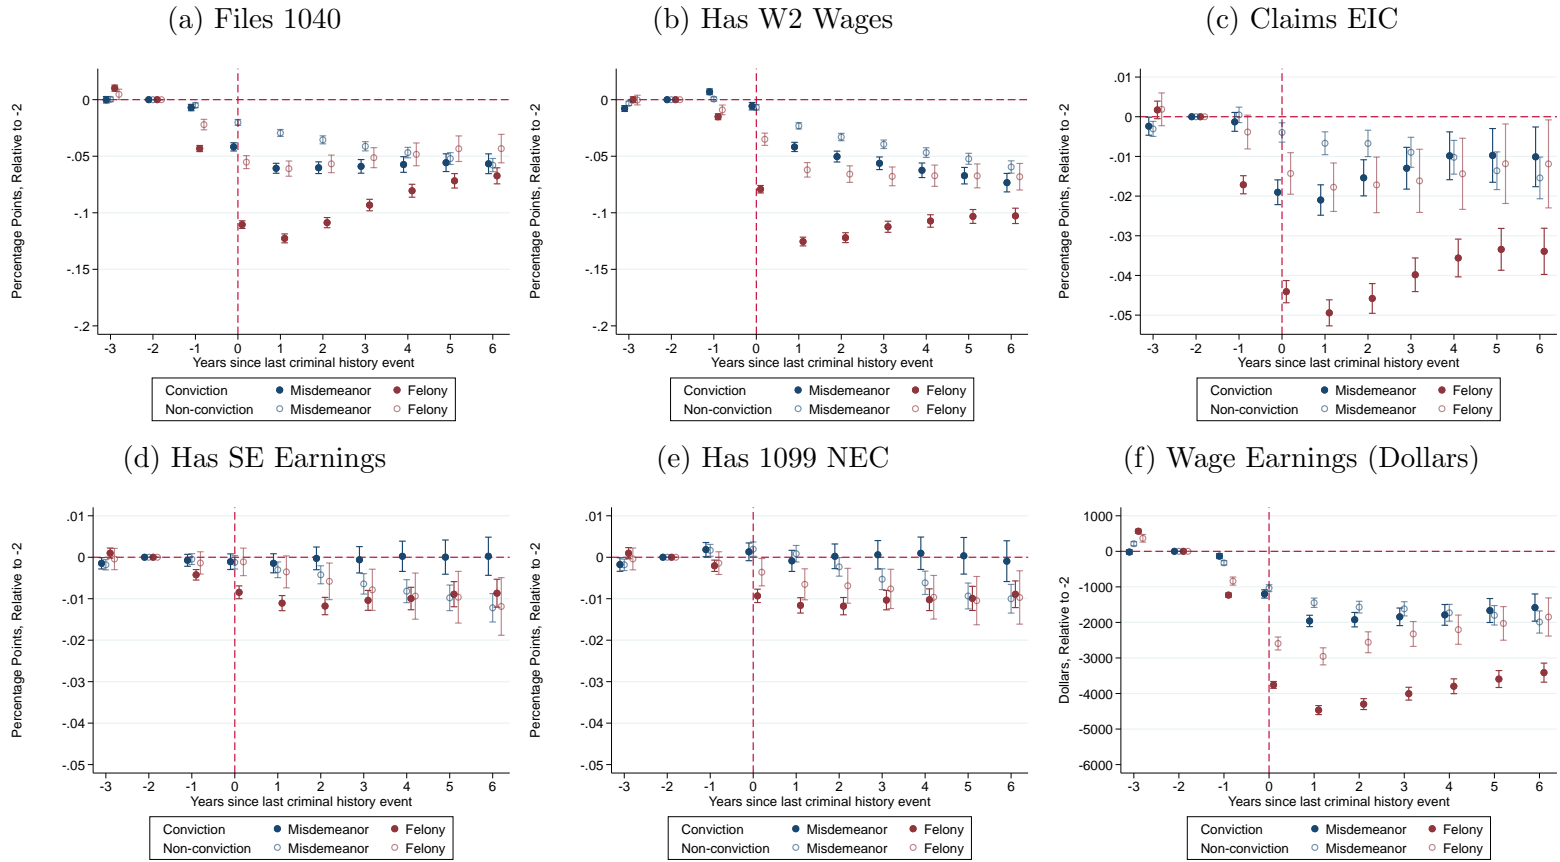 (a) Files 1040
Percentage Points, Relative to -2
0
-.05
-.1
-.15
-.2
-3 -2 -1 0 1 2 3 4 5 6
Years since last criminal history event
Conviction Misdemeanor Felony
Non-conviction Misdemeanor Felony
(b) Has W2 Wages
Percentage Points, Relative to -2
0
-.05
-.1
-.15
-.2
-3 -2 -1 0 1 2 3 4 5 6
Years since last criminal history event
Conviction Misdemeanor Felony
Non-conviction Misdemeanor Felony
(c) Claims EIC
Percentage Points, Relative to -2
.01
0
-.01
-.02
-.03
-.04
-.05
-3 -2 -1 0 1 2 3 4 5 6
Years since last criminal history event
Conviction Misdemeanor Felony
Non-conviction Misdemeanor Felony
(d) Has SE Earnings
Percentage Points, Relative to -2
.01
0
-.01
-.02
-.03
-.04
-.05
-3 -2 -1 0 1 2 3 4 5 6
Years since last criminal history event
Conviction Misdemeanor Felony
Non-conviction Misdemeanor Felony
(e) Has 1099 NEC
Percentage Points, Relative to -2
.01
0
-.01
-.02
-.03
-.04
-.05
-3 -2 -1 0 1 2 3 4 5 6
Years since last criminal history event
Conviction Misdemeanor Felony
Non-conviction Misdemeanor Felony
(f) Wage Earnings (Dollars)
Dollars, Relative to -2
1000
0
-1000
-2000
-3000
-4000
-5000
-6000
-3 -2 -1 0 1 2 3 4 5 6
Years since last criminal history event
Conviction Misdemeanor Felony
Non-conviction Misdemeanor Felony